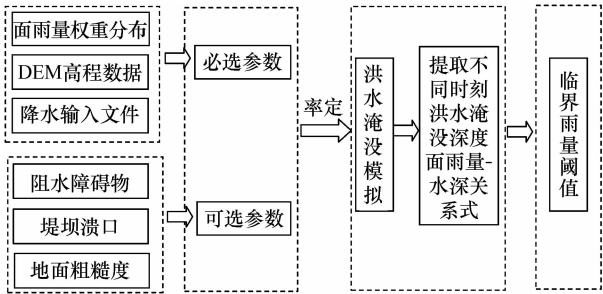 面雨量权重分布
DEM高程数据
降水输入文件
必选参数
阻水障碍物
堤坝溃口
地面粗糙度
可选参数
率定
洪水淹没模拟
提取不
同时刻
洪水淹
没深度
面雨量-
水深关
系式
临界雨量阈值